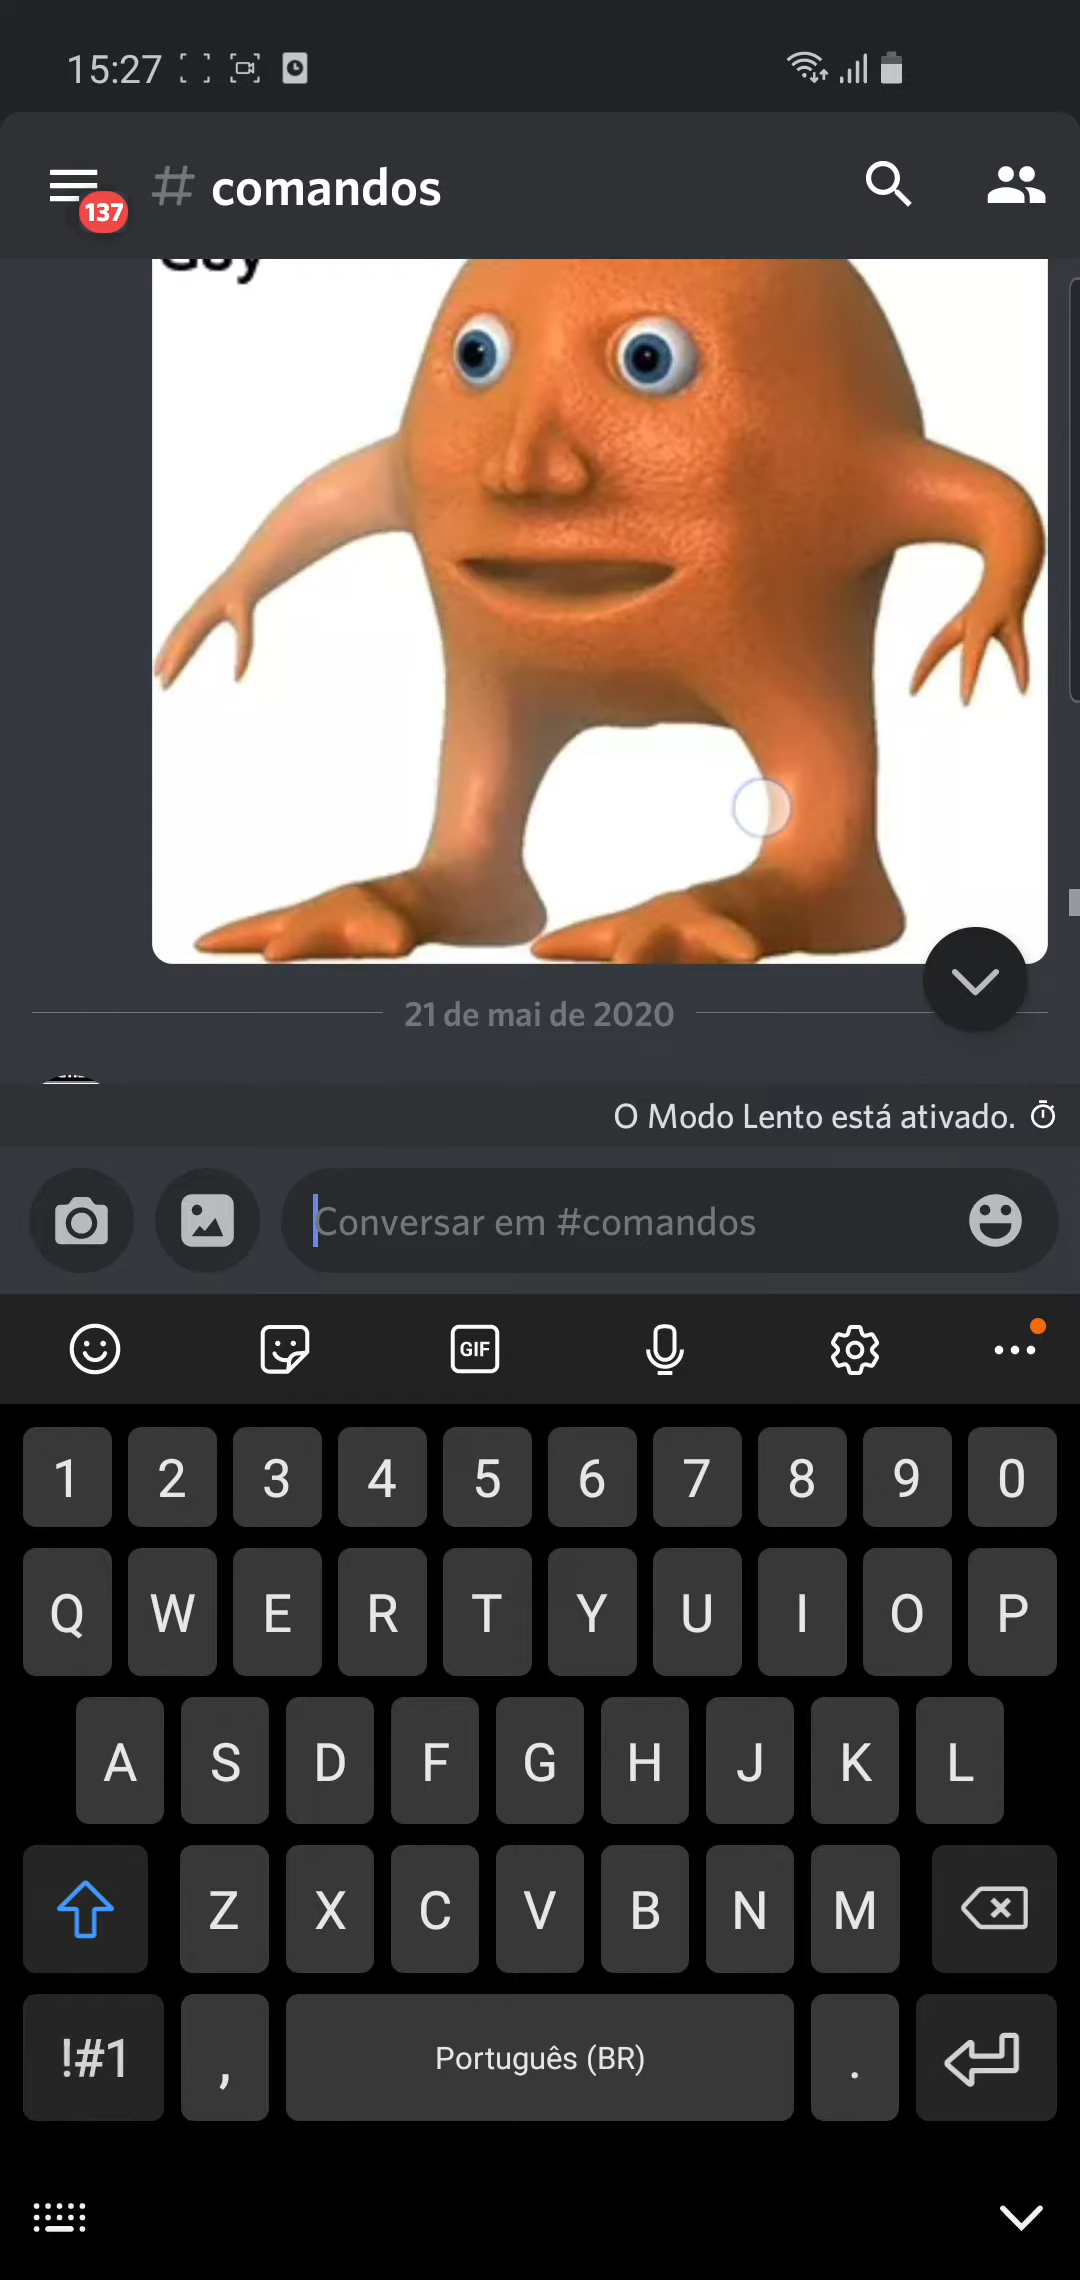 15:27
137
# comandos
Guy
21 de mai de 2020
O Modo Lento está ativado.
Conversar em #comandos
GIF
1 2 3 4 5 6 7 8 9 0
Q W E R T Y U I O P
A S D F G H J K L
Z X C V B N M
!#1 , Português (BR) .